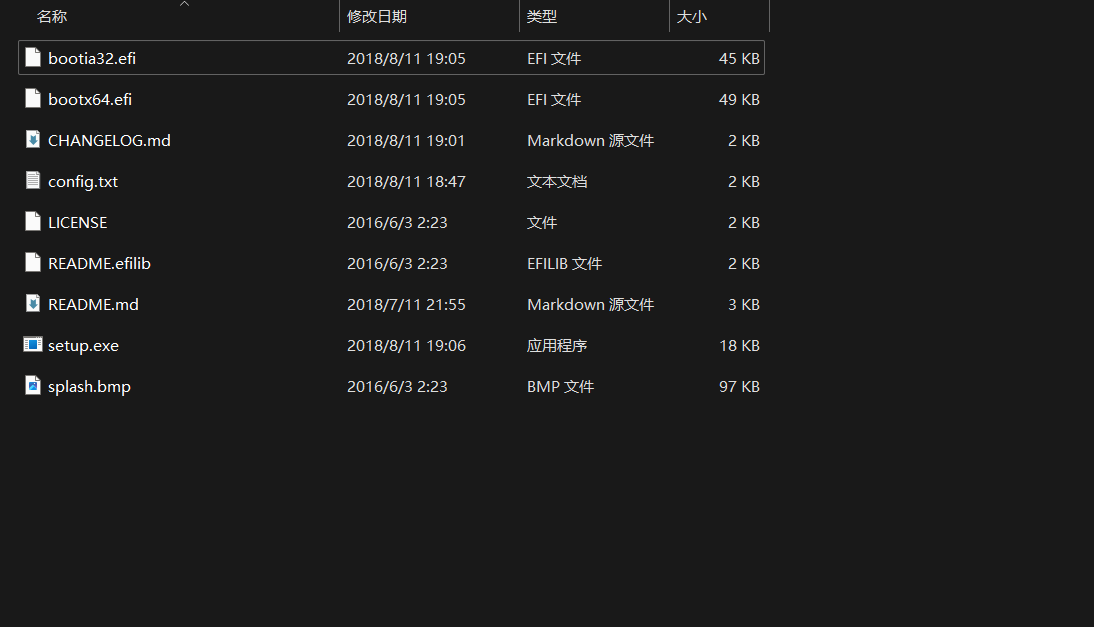 名称 修改日期 类型 大小
bootia32.efi 2018/8/11 19:05 EFI 文件 45 KB
bootx64.efi 2018/8/11 19:05 EFI 文件 49 KB
CHANGELOG.md 2018/8/11 19:01 Markdown 源文件 2 KB
config.txt 2018/8/11 18:47 文本文档 2 KB
LICENSE 2016/6/3 2:23 文件 2 KB
README.efilib 2016/6/3 2:23 EFILIB 文件 2 KB
README.md 2018/7/11 21:55 Markdown 源文件 3 KB
setup.exe 2018/8/11 19:06 应用程序 18 KB
splash.bmp 2016/6/3 2:23 BMP 文件 97 KB